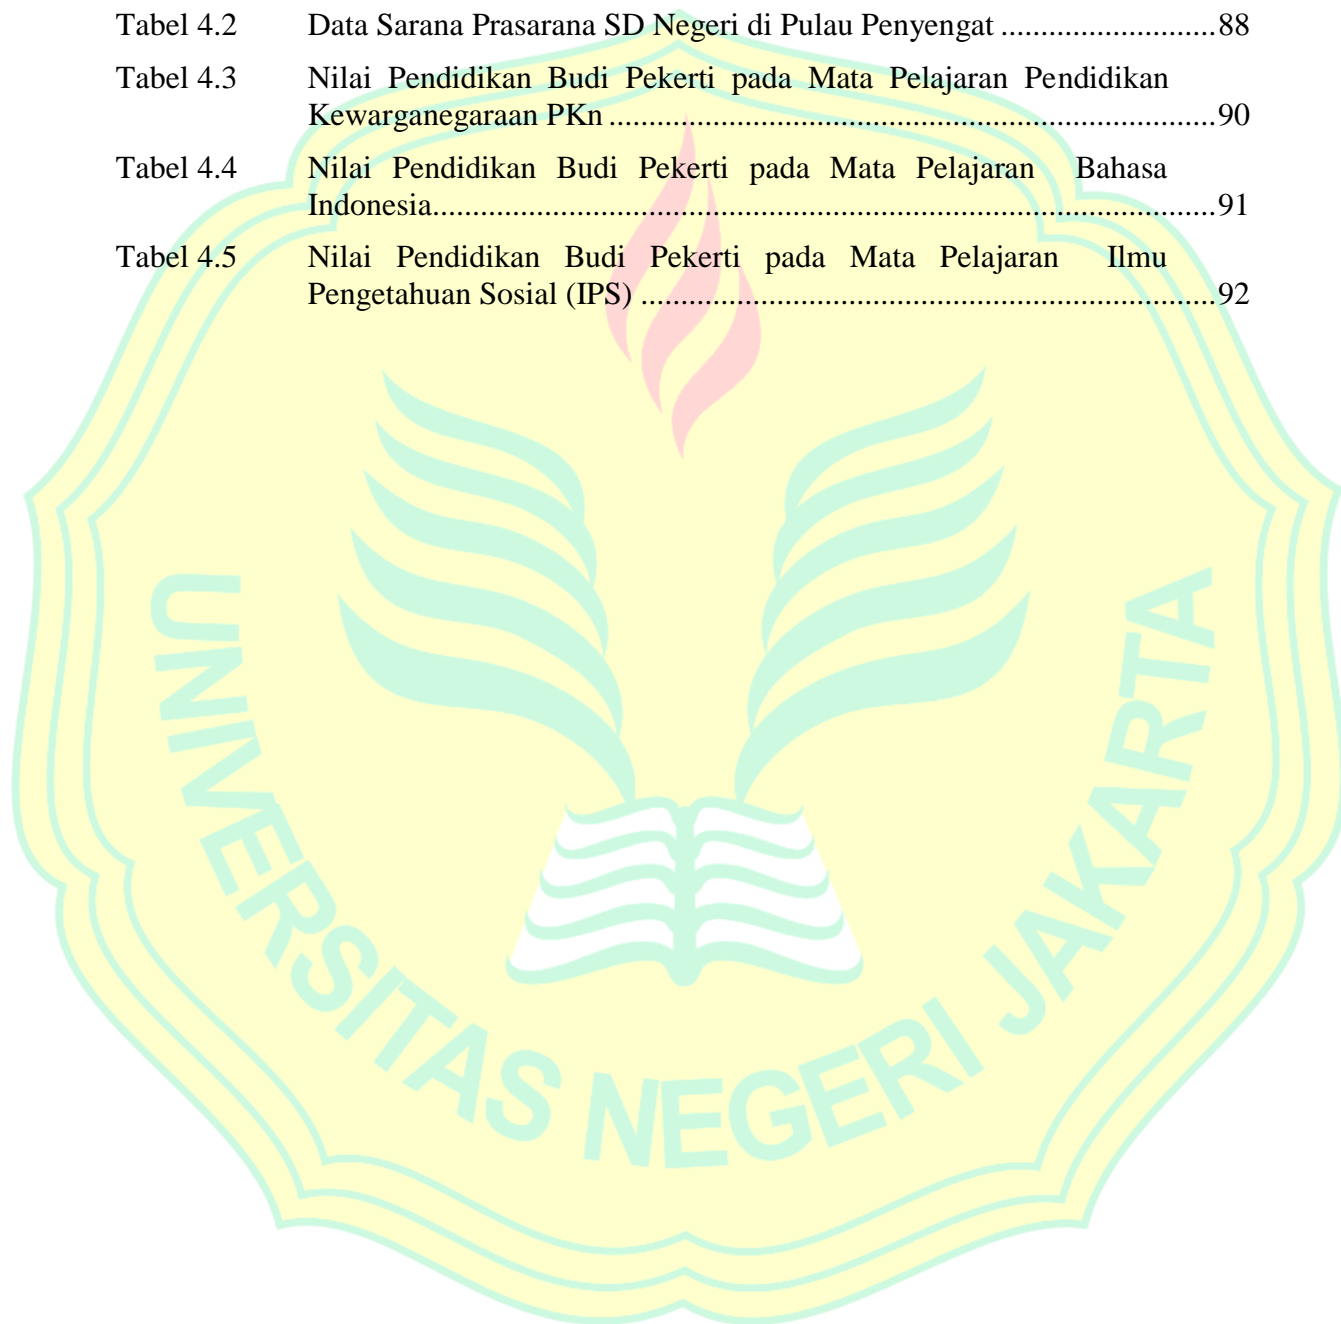 Tabel 4.2 Data Sarana Prasarana SD Negeri di Pulau Penyengat ...........................88
Tabel 4.3 Nilai Pendidikan Budi Pekerti pada Mata Pelajaran Pendidikan
Kewarganegaraan PKn ............................................................................90
Tabel 4.4 Nilai Pendidikan Budi Pekerti pada Mata Pelajaran Bahasa
Indonesia..................................................................................................91
Tabel 4.5 Nilai Pendidikan Budi Pekerti pada Mata Pelajaran Ilmu
Pengetahuan Sosial (IPS) ........................................................................92
UNIVERSITAS NEGERI JAKARTA